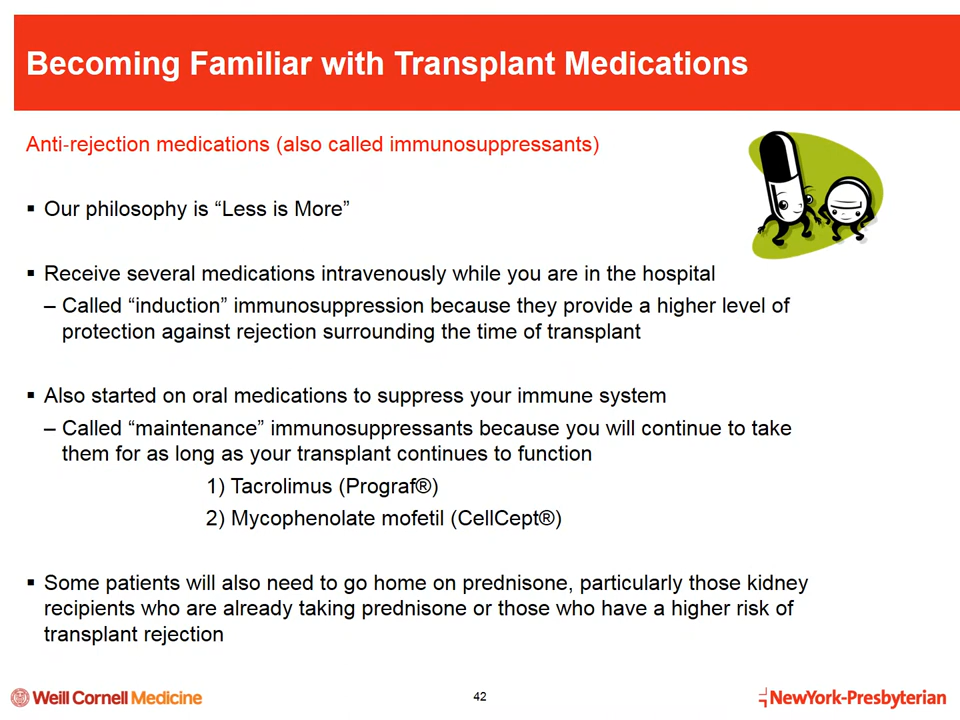 Becoming Familiar with Transplant Medications
Anti-rejection medications (also called immunosuppressants)
▪ Our philosophy is “Less is More”
▪ Receive several medications intravenously while you are in the hospital
– Called “induction” immunosuppression because they provide a higher level of
protection against rejection surrounding the time of transplant
▪ Also started on oral medications to suppress your immune system
– Called “maintenance” immunosuppressants because you will continue to take
them for as long as your transplant continues to function
1) Tacrolimus (Prograf®)
2) Mycophenolate mofetil (CellCept®)
▪ Some patients will also need to go home on prednisone, particularly those kidney
recipients who are already taking prednisone or those who have a higher risk of
transplant rejection
Weill Cornell Medicine
42
NewYork-Presbyterian